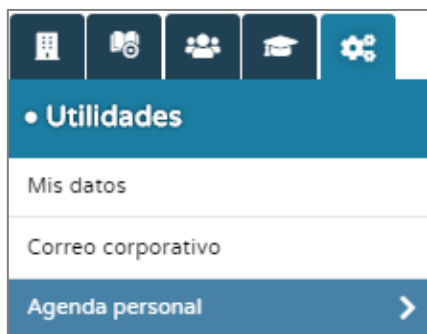 • Utilidades
Mis datos
Correo corporativo
Agenda personal